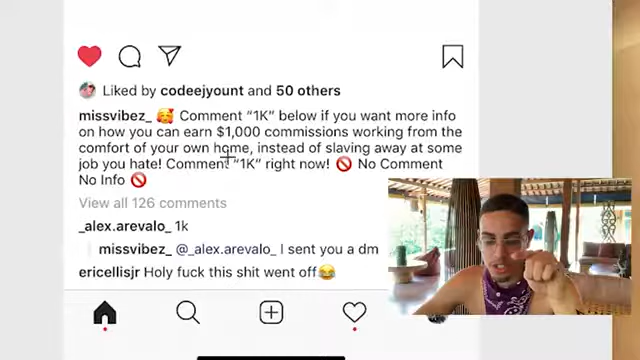 Liked by codeejyount and 50 others
missvibez_ 🥰 Comment “1K” below if you want more info
on how you can earn $1,000 commissions working from the
comfort of your own home, instead of slaving away at some
job you hate! Comment “1K” right now! 🚫 No Comment
No Info 🚫
View all 126 comments
_alex.arevalo_ 1k
missvibez_ @_alex.arevalo_ I sent you a dm
ericellisjr Holy fuck this shit went off😂